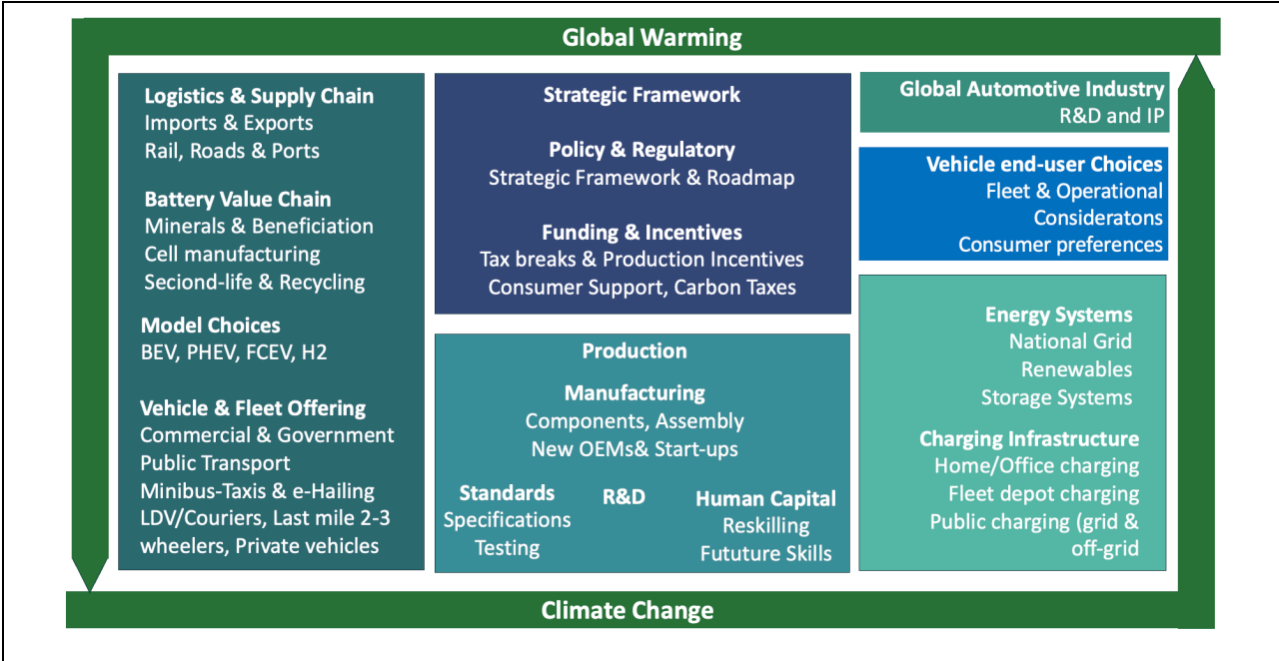 Global Warming
Logistics & Supply Chain
Imports & Exports
Rail, Roads & Ports
Battery Value Chain
Minerals & Beneficiation
Cell manufacturing
Seciond-life & Recycling
Model Choices
BEV, PHEV, FCEV, H2
Vehicle & Fleet Offering
Commercial & Government
Public Transport
Minibus-Taxis & e-Hailing
LDV/Couriers, Last mile 2-3
wheelers, Private vehicles
Strategic Framework
Policy & Regulatory
Strategic Framework & Roadmap
Funding & Incentives
Tax breaks & Production Incentives
Consumer Support, Carbon Taxes
Production
Manufacturing
Components, Assembly
New OEMs& Start-ups
Standards
Specifications
Testing
R&D
Human Capital
Reskilling
Fututure Skills
Global Automotive Industry
R&D and IP
Vehicle end-user Choices
Fleet & Operational
Consideratons
Consumer preferences
Energy Systems
National Grid
Renewables
Storage Systems
Charging Infrastructure
Home/Office charging
Fleet depot charging
Public charging (grid &
off-grid
Climate Change